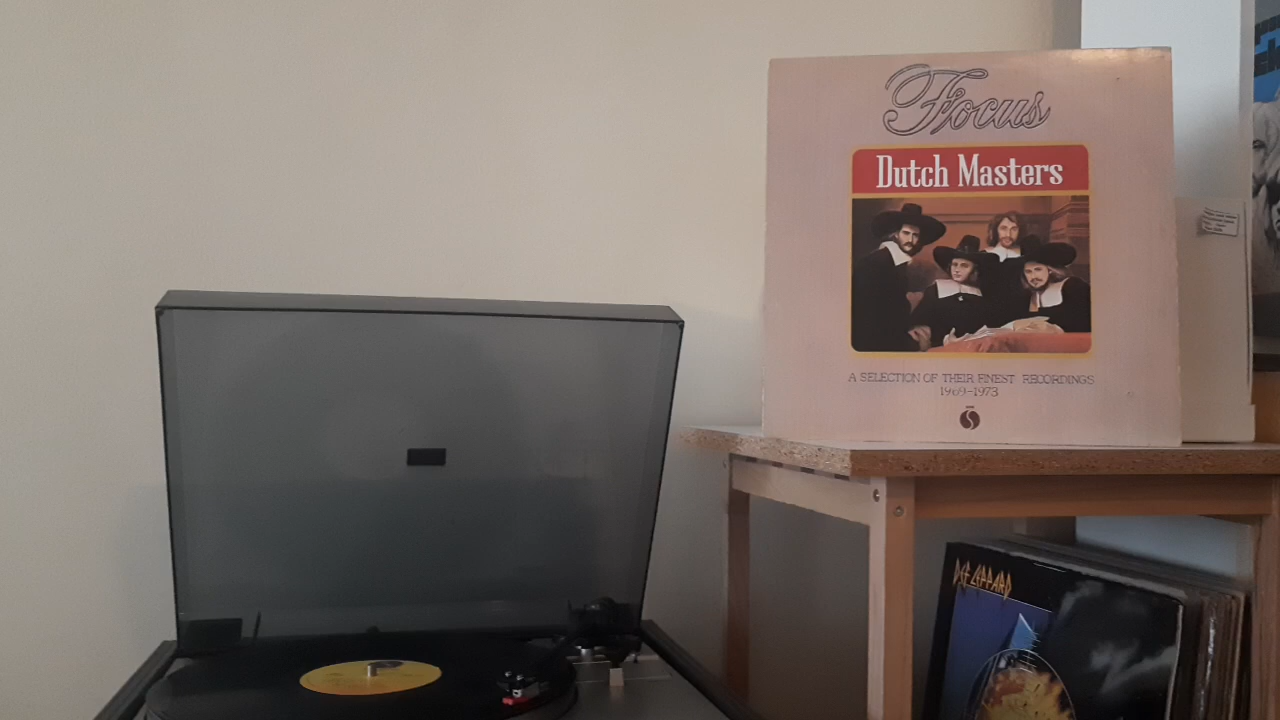 Focus
Dutch Masters
A SELECTION OF THEIR FINEST RECORDINGS
1969-1973
DEF LEPPARD